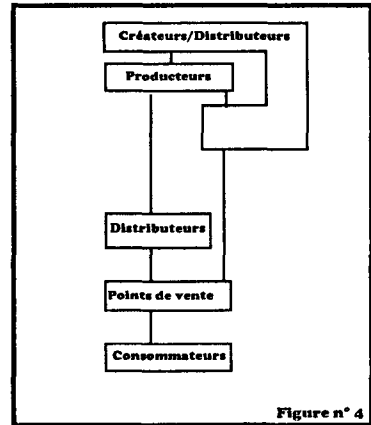 Créateurs/Distributeurs
Producteurs
Distributeurs
Points de vente
Consommateurs
Figure n° 4